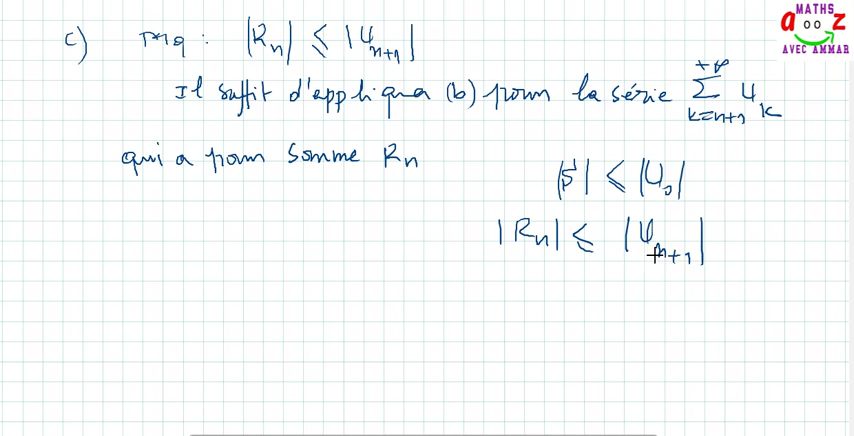 MATHS
a o o z
AVEC AMMAR
c) Mq : |Rn| ≤ |Un+1|
Il suffit d'appliquer (b) pour la série ∑_{k=n+1}^{+∞} Uk
qui a pour somme Rn
|S| ≤ |U0|
|Rn| ≤ |Un+1|